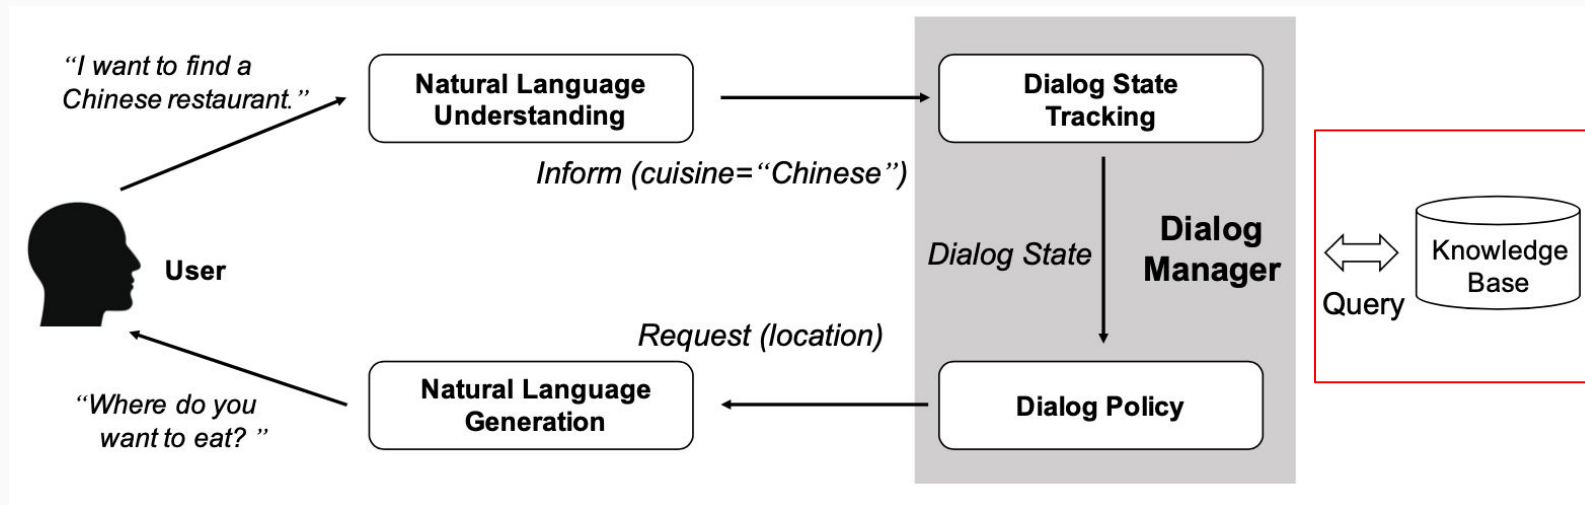 “I want to find a
Chinese restaurant.”
Natural Language
Understanding
Dialog State
Tracking
Inform (cuisine=“Chinese”)
User
Dialog State
Dialog
Manager
Query
Knowledge
Base
Request (location)
“Where do you
want to eat? ”
Natural Language
Generation
Dialog Policy